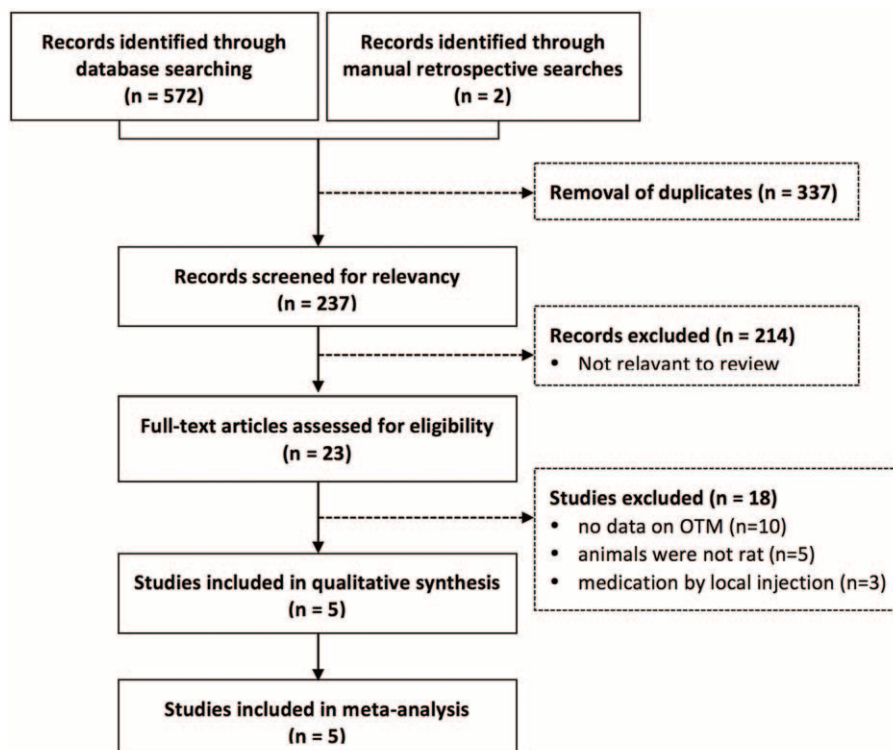 Records identified through
database searching
(n = 572)
Records identified through
manual retrospective searches
(n = 2)
Removal of duplicates (n = 337)
Records screened for relevancy
(n = 237)
Records excluded (n = 214)
• Not relavant to review
Full-text articles assessed for eligibility
(n = 23)
Studies excluded (n = 18)
• no data on OTM (n=10)
• animals were not rat (n=5)
• medication by local injection (n=3)
Studies included in qualitative synthesis
(n = 5)
Studies included in meta-analysis
(n = 5)